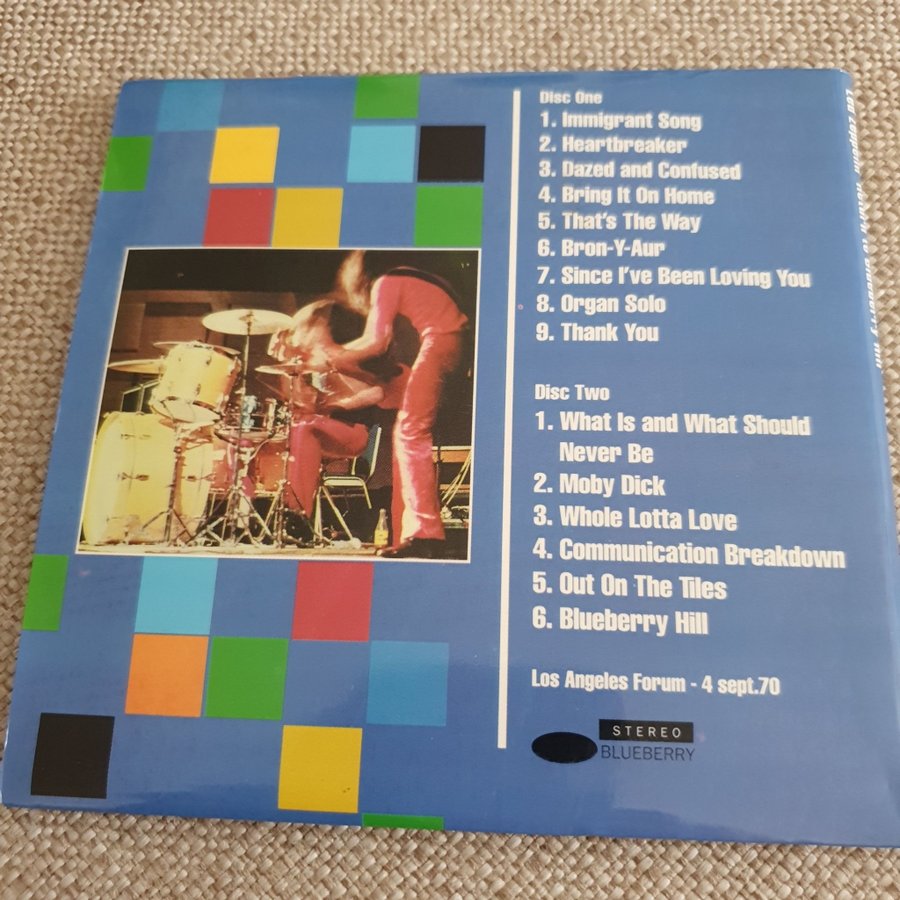 Disc One
1. Immigrant Song
2. Heartbreaker
3. Dazed and Confused
4. Bring It On Home
5. That's The Way
6. Bron-Y-Aur
7. Since I've Been Loving You
8. Organ Solo
9. Thank You
Disc Two
1. What Is and What Should
Never Be
2. Moby Dick
3. Whole Lotta Love
4. Communication Breakdown
5. Out On The Tiles
6. Blueberry Hill
Los Angeles Forum - 4 sept.70
STEREO
BLUEBERRY